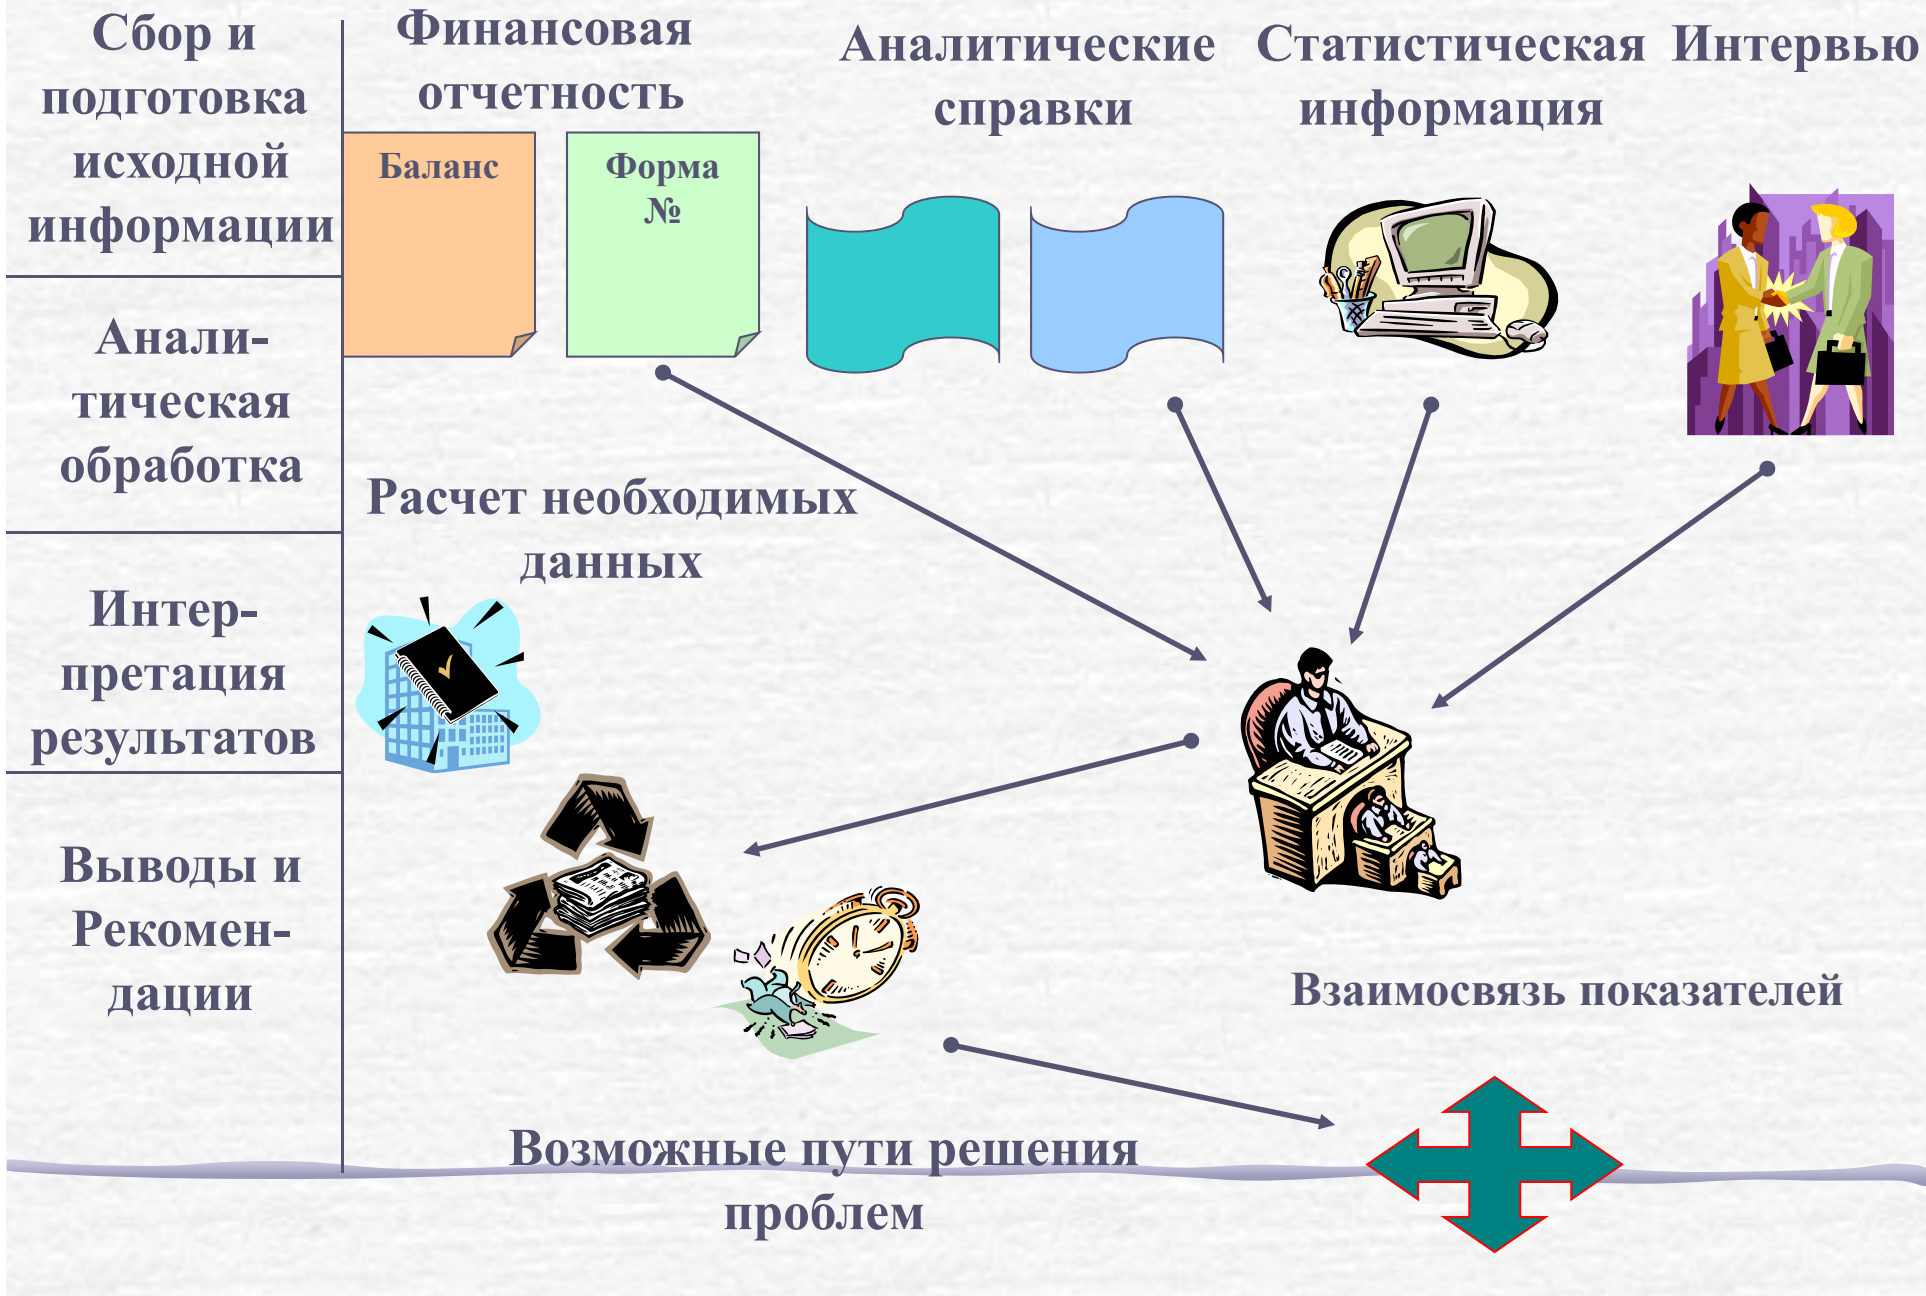 Сбор и
подготовка
исходной
информации
Финансовая
отчетность
Аналитические
справки
Статистическая
информация
Интервью
Баланс
Форма
№
Анали-
тическая
обработка
Расчет необходимых
данных
Интер-
претация
результатов
Выводы и
Рекомен-
дации
Взаимосвязь показателей
Возможные пути решения
проблем